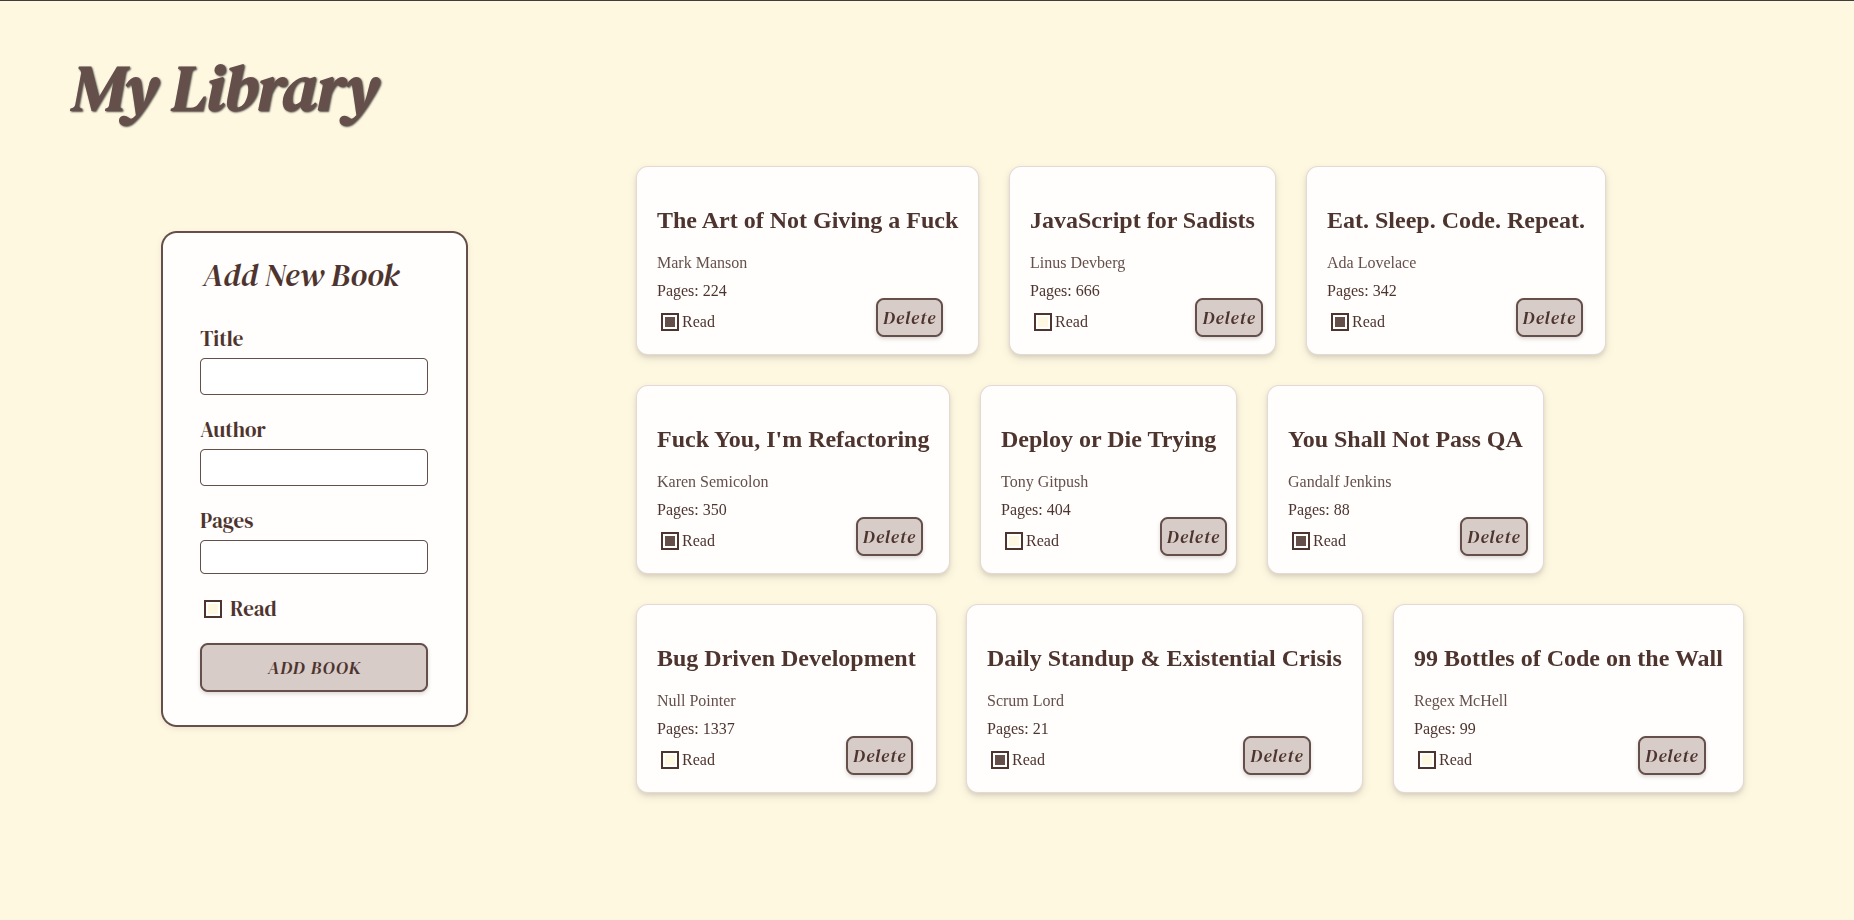 My Library
Add New Book
Title
Author
Pages
Read
ADD BOOK
The Art of Not Giving a Fuck
Mark Manson
Pages: 224
Read
Delete
JavaScript for Sadists
Linus Devberg
Pages: 666
Read
Delete
Eat. Sleep. Code. Repeat.
Ada Lovelace
Pages: 342
Read
Delete
Fuck You, I'm Refactoring
Karen Semicolon
Pages: 350
Read
Delete
Deploy or Die Trying
Tony Gitpush
Pages: 404
Read
Delete
You Shall Not Pass QA
Gandalf Jenkins
Pages: 88
Read
Delete
Bug Driven Development
Null Pointer
Pages: 1337
Read
Delete
Daily Standup & Existential Crisis
Scrum Lord
Pages: 21
Read
Delete
99 Bottles of Code on the Wall
Regex McHell
Pages: 99
Read
Delete